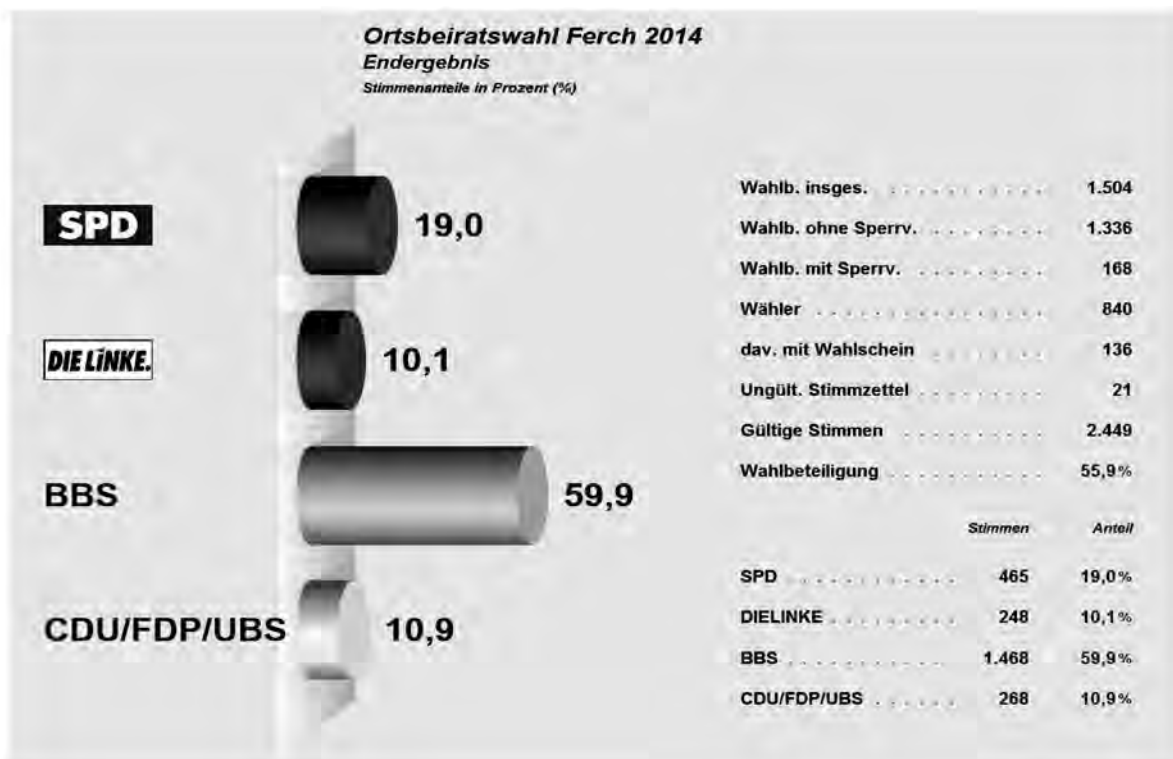 Ortsbeiratswahl Ferch 2014
Endergebnis
Stimmenanteile in Prozent (%)
SPD 19,0
DIE LINKE. 10,1
BBS 59,9
CDU/FDP/UBS 10,9
Wahlb. insges. . . . . . . . . . . . 1.504
Wahlb. ohne Sperrv. . . . . . . . . 1.336
Wahlb. mit Sperrv. . . . . . . . . . 168
Wähler . . . . . . . . . . . . . . . 840
dav. mit Wahlschein . . . . . . . . 136
Ungült. Stimmzettel . . . . . . . . . 21
Gültige Stimmen . . . . . . . . . . 2.449
Wahlbeteiligung . . . . . . . . . . 55,9%
Stimmen Anteil
SPD . . . . . . . . . . . . 465 19,0%
DIELINKE . . . . . . . . . 248 10,1%
BBS . . . . . . . . . . . 1.468 59,9%
CDU/FDP/UBS . . . . . . 268 10,9%